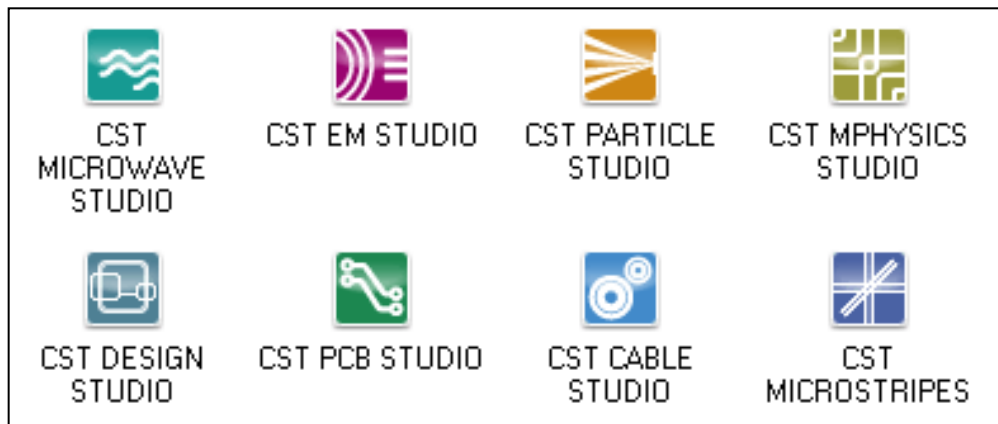 CST
MICROWAVE
STUDIO
CST EM STUDIO
CST PARTICLE
STUDIO
CST MPHYSICS
STUDIO
CST DESIGN
STUDIO
CST PCB STUDIO
CST CABLE
STUDIO
CST
MICROSTRIPES